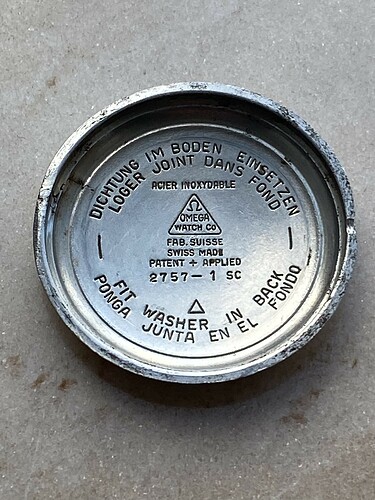 DICHTUNG IM BODEN EINSETZEN
LOGER JOINT DANS FOND
ACIER INOXYDABLE
Ω
OMEGA
WATCH CO
FAB. SUISSE
SWISS MADE
PATENT + APPLIED
2757-1 SC
FIT WASHER IN BACK
PONGA JUNTA EN EL FONDO